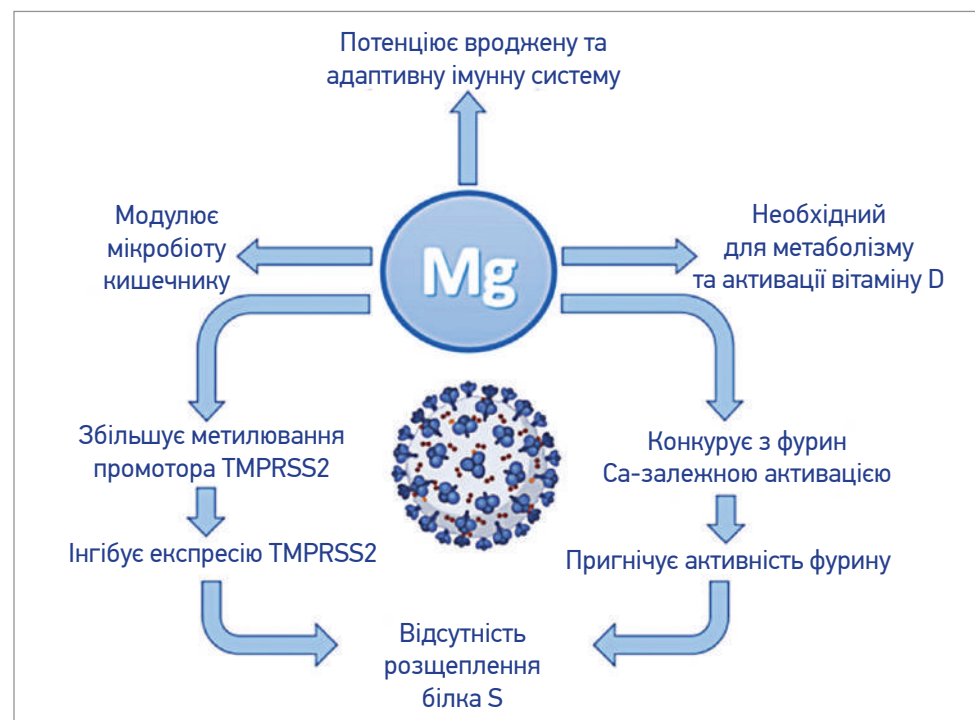 Потенціює вроджену та
адаптивну імунну систему
Модулює
мікробіоту
кишечнику
Mg
Необхідний
для метаболізму
та активації вітаміну D
Збільшує метилювання
промотора TMPRSS2
Конкурує з фурин
Са-залежною активацією
Інгібує експресію TMPRSS2
Пригнічує активність фурину
Відсутність
розщеплення
білка S